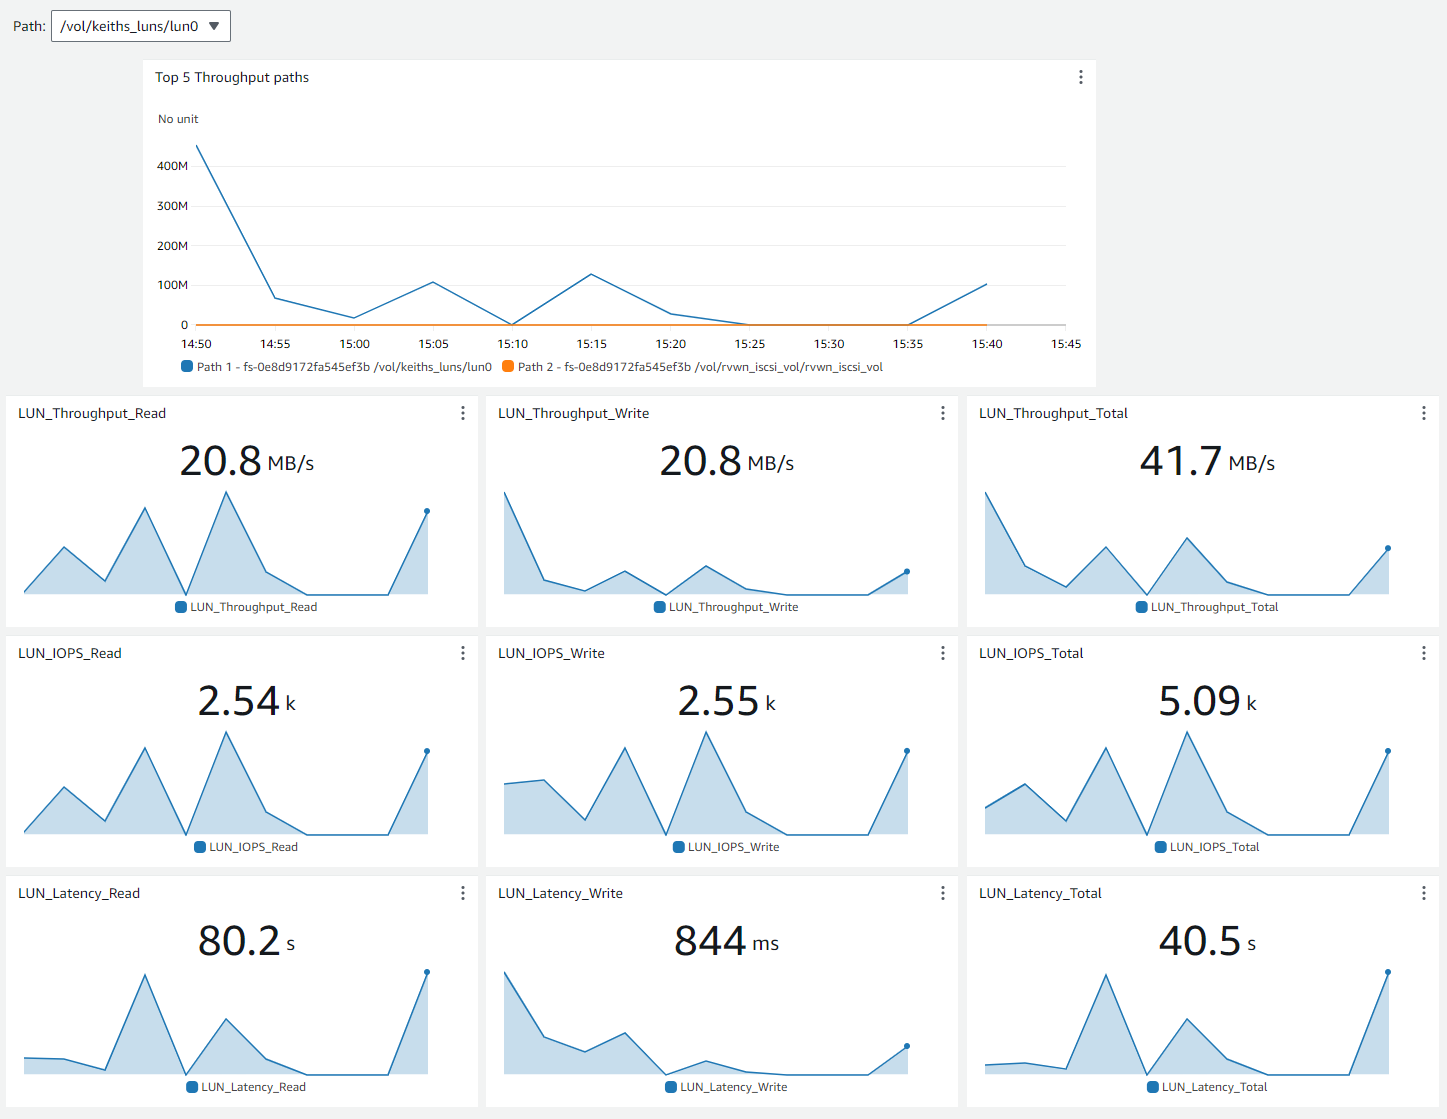 Path: /vol/keiths_luns/lun0
Top 5 Throughput paths
No unit
400M
300M
200M
100M
0
14:50 14:55 15:00 15:05 15:10 15:15 15:20 15:25 15:30 15:35 15:40 15:45
Path 1 - fs-0e8d9172fa545ef3b /vol/keiths_luns/lun0 Path 2 - fs-0e8d9172fa545ef3b /vol/rvwn_iscsi_vol/rvwn_iscsi_vol
LUN_Throughput_Read
20.8 MB/s
LUN_Throughput_Read
LUN_Throughput_Write
20.8 MB/s
LUN_Throughput_Write
LUN_Throughput_Total
41.7 MB/s
LUN_Throughput_Total
LUN_IOPS_Read
2.54 k
LUN_IOPS_Read
LUN_IOPS_Write
2.55 k
LUN_IOPS_Write
LUN_IOPS_Total
5.09 k
LUN_IOPS_Total
LUN_Latency_Read
80.2 s
LUN_Latency_Read
LUN_Latency_Write
844 ms
LUN_Latency_Write
LUN_Latency_Total
40.5 s
LUN_Latency_Total